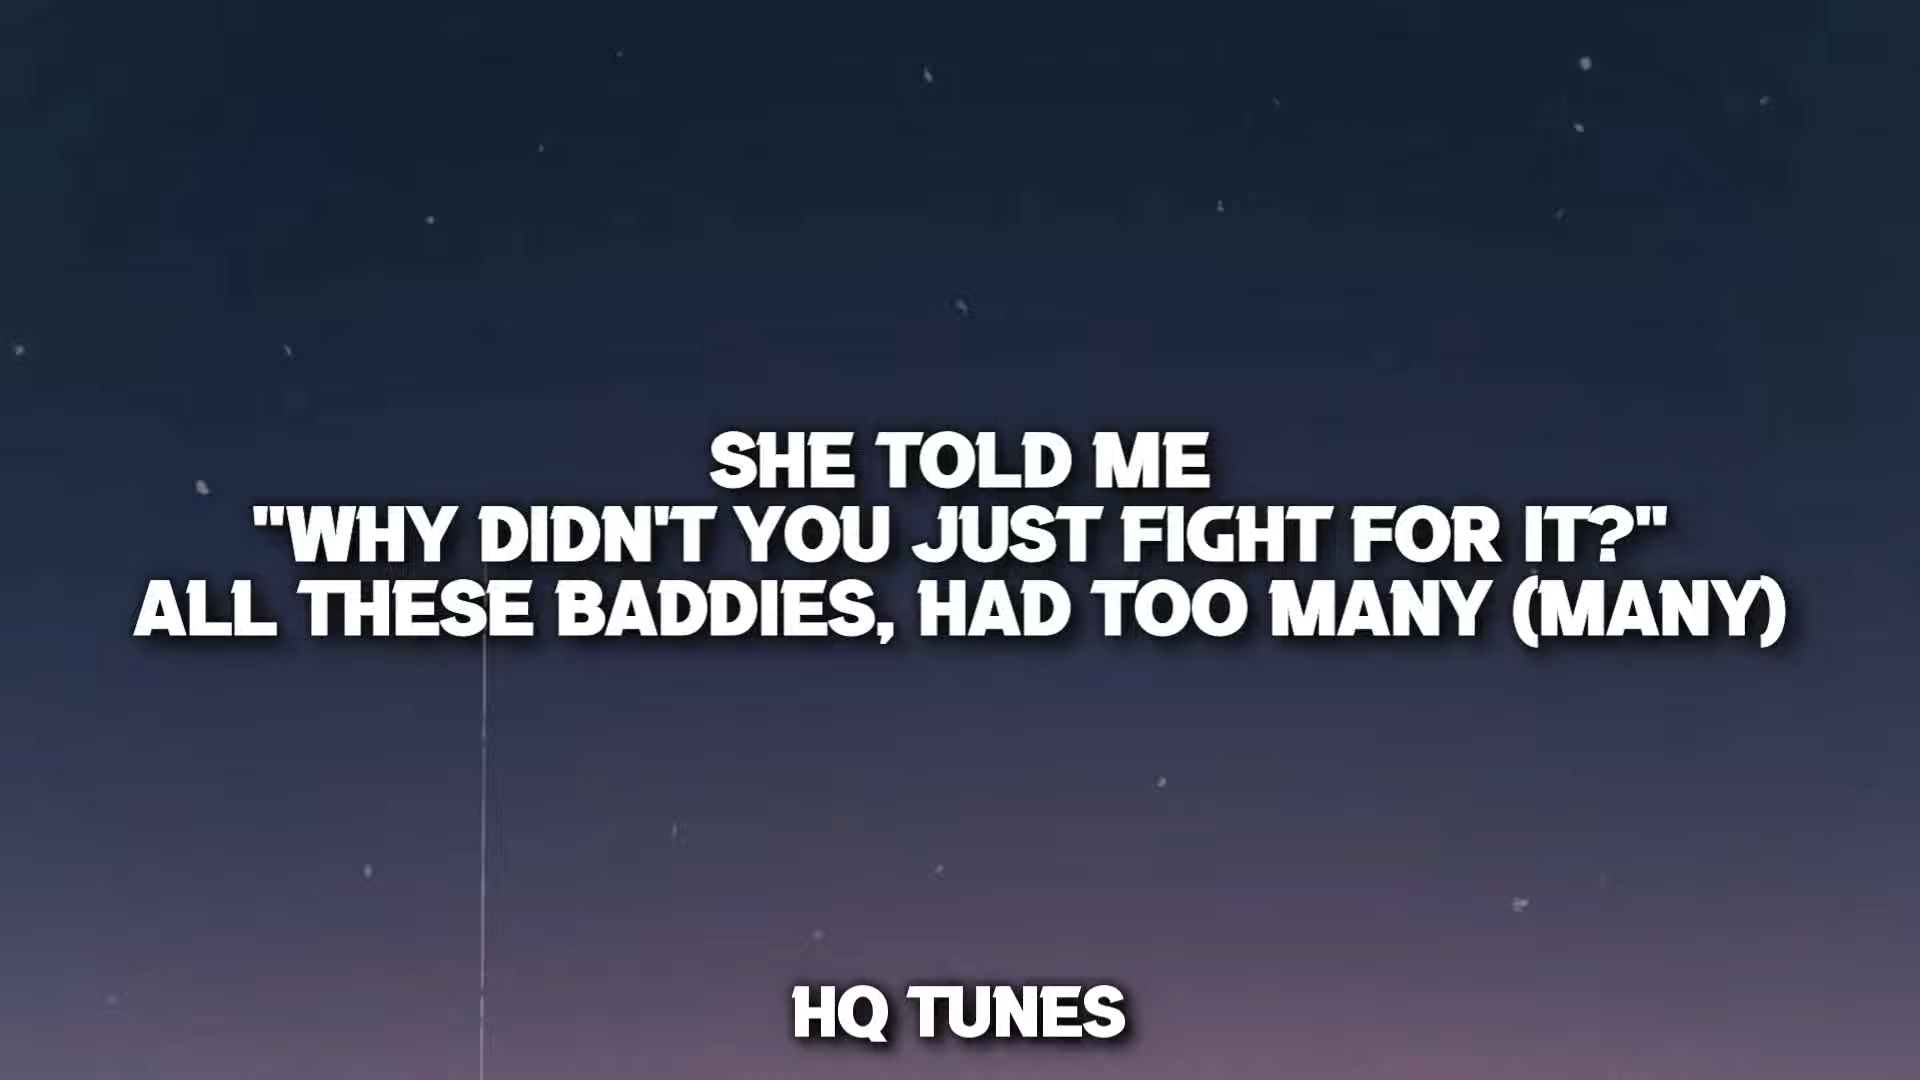 SHE TOLD ME
"WHY DIDN'T YOU JUST FIGHT FOR IT?"
ALL THESE BADDIES, HAD TOO MANY (MANY)
HQ TUNES